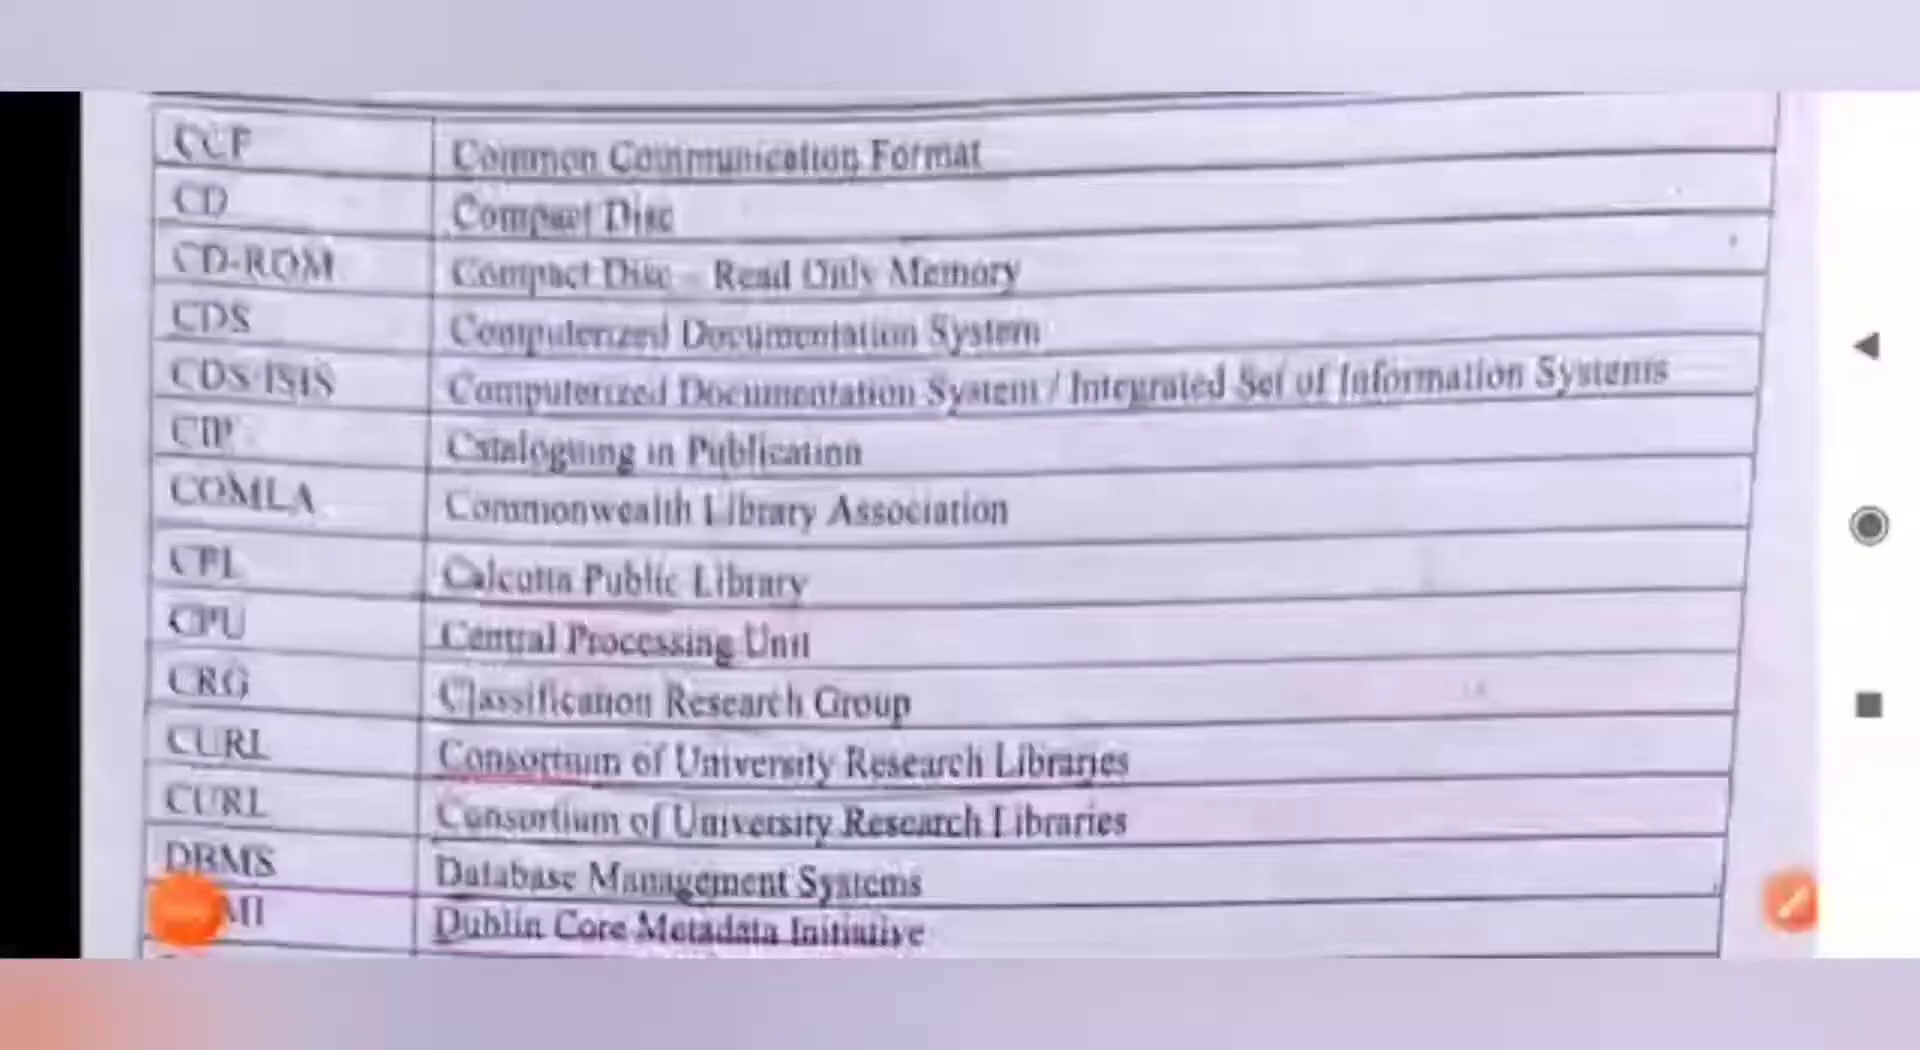 CCF Common Communication Format
CD Compact Disc
CD-ROM Compact Disc - Read Only Memory
CDS Computerized Documentation System
CDS/ISIS Computerized Documentation System / Integrated Set of Information Systems
CIP Cataloguing in Publication
COMLA Commonwealth Library Association
CPL Calcutta Public Library
CPU Central Processing Unit
CRG Classification Research Group
CURL Consortium of University Research Libraries
CURL Consortium of University Research Libraries
DBMS Database Management Systems
MI Dublin Core Metadata Initiative